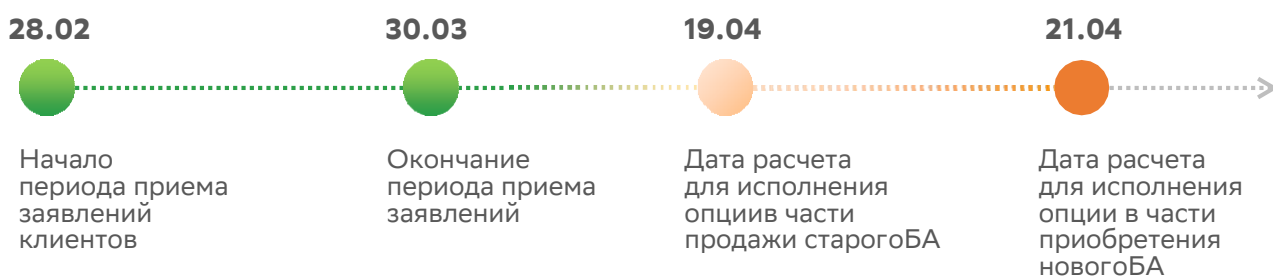 28.02
30.03
19.04
21.04
Начало
периода приема
заявлений
клиентов
Окончание
периода приема
заявлений
Дата расчета
для исполнения
опциив части
продажи старогоБА
Дата расчета
для исполнения
опции в части
приобретения
новогоБА